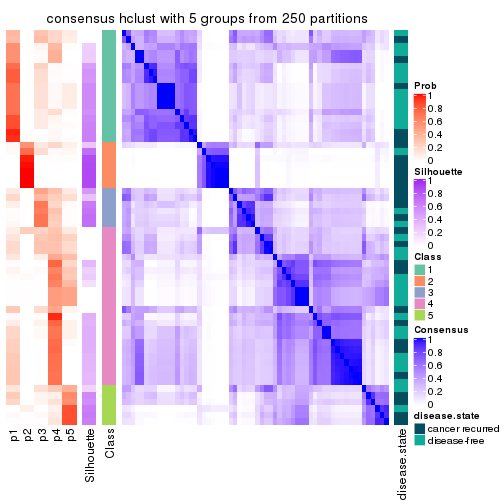 consensus hclust with 5 groups from 250 partitions
Prob
1
0.8
0.6
0.4
0.2
0
Silhouette
1
0.8
0.6
0.4
0.2
0
Class
1
2
3
4
5
Consensus
1
0.8
0.6
0.4
0.2
0
disease.state
cancer recurred
disease-free
p1
p2
p3
p4
p5
Silhouette
Class
disease.state